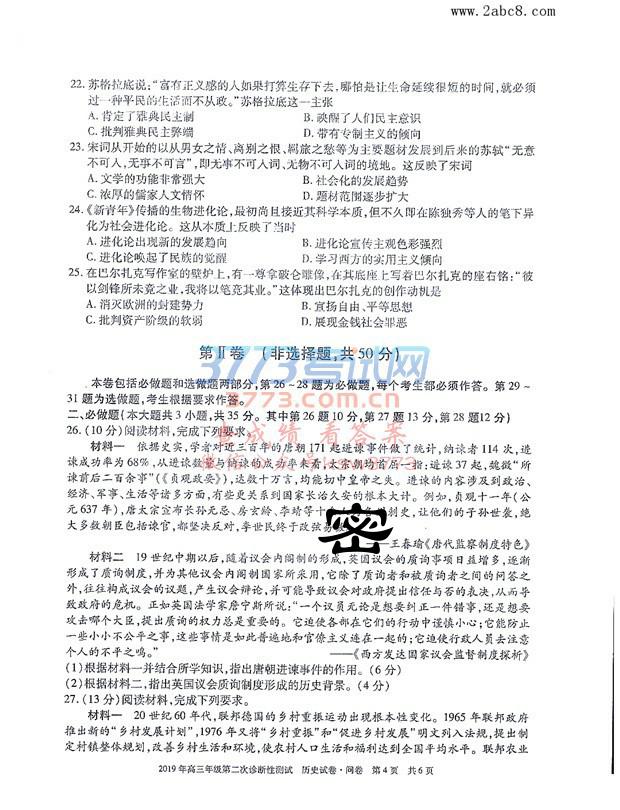 www.2abc8.com
22. 苏格拉底说:“富有正义感的人如果打算生存下去,哪怕是让生命延续很短的时间,就必须
过一种平民的生活而不从政。”苏格拉底这一主张
A. 肯定了雅典民主制 B. 唤醒了人们民主意识
C. 批判雅典民主弊端 D. 带有专制主义的倾向
23. 宋词从开始的以从男女之情、离别之恨、羁旅之愁等为主要题材发展到后来的苏轼“无意
不可入,无事不可言”,即无事不可入词、无物不可入词的境地。这反映了宋词
A. 文学的功能非常强大 B. 社会化的发展趋势
C. 浓厚的儒家人文情怀 D. 题材范围逐步扩大
24.《新青年》传播的生物进化论,最初尚且接近其科学本质,但不久即在陈独秀等人的笔下异
化为社会进化论。这从本质上反映了当时
A. 进化论出现新的发展趋向 B. 进化论宣传主观色彩强烈
C. 进化论唤起了民族的觉醒 D. 学习西方的实用主义倾向
25. 在巴尔扎克写作室的壁炉上,有一尊拿破仑雕像,在其底座上写着巴尔扎克的座右铭:“彼
以剑锋所未竟之业,我将以笔竟其业。”这体现出巴尔扎克的创作动机是
A. 消灭欧洲的封建势力 B. 宣扬自由、平等思想
C. 批判资产阶级的软弱 D. 展现金钱社会罪恶
3773考试网
第Ⅱ卷 (非选择题,共50分)
本卷包括必做题和选做题两部分,第26~28题为必做题,每个考生都必须作答。第29~
31题为选做题,考生根据要求作答。
二、必做题(本大题共3小题,共35分。其中第26题10分,第27题13分,第28题12分)
26. (10分)阅读材料,完成下列要求。
查成绩 看答案
材料一 依据史实,学者对近三百年的唐朝171起进谏事件做了统计,纳谏者114次,进
谏成功率为68%,从进谏数量与纳谏的成功率来看,太宗朝均首屈一指:进谏37起,魏徵“所
谏前后二百余事”(《贞观政要》),达数十万言,均能切中皇帝之失。进谏的内容涉及到政治、
经济、军事、生活等诸多方面,有些更关系到国家长治久安的根本大计。例如,贞观十一年(公
元637年),唐太宗宣布长孙无忌、房玄龄、李靖等十
刺史,让他们的子孙世袭,绝
大多数朝臣包括谏官,都坚决反对,幸世民终于改弦易
密
——王春瑜《唐代监察制度特色》
材料二 19世纪中期以后,随着议会内阁制的形成,英国议会的质询事项日益增多,逐渐
形成了质询制度,并为其他议会内阁制国家所采用,它除了质询者和被质询者之间的问答之
外,往往构成议会的议题,产生议会辩论,并可能导致议会对政府提出信任与否的表决,从而导
致政府的危机。正如英国法学家詹宁斯所说:“一个议员无论是想要纠正一件错事,还是想要
攻击哪个大臣,提出质询的权力总是重要的。它迫使各部在它们的行动中谨慎小心;它能防止
一些小小不公平之事,这些事情是如此普遍地和官僚主义连在一起的;它迫使行政人员去注意
个人的不平之鸣。” ——《西方发达国家议会监督制度探析》
(1)根据材料一并结合所学知识,指出唐朝进谏事件的作用。(6分)
(2)根据材料二,指出英国议会质询制度形成的历史背景。(4分)
27. (13分)阅读材料,完成下列要求。
材料一 20世纪60年代,联邦德国的乡村重振运动出现根本性变化。1965年联邦政府
推出新的“乡村发展计划”,1976年又将“乡村重振”和“促进乡村发展”明文列入法规,提出制
定村镇整体规划,改善乡村生活和环境,使农村人口生活和福利达到全国平均水平。联邦农业
2019年高三年级第二次诊断性测试 历史试卷·问卷 第4页 共6页